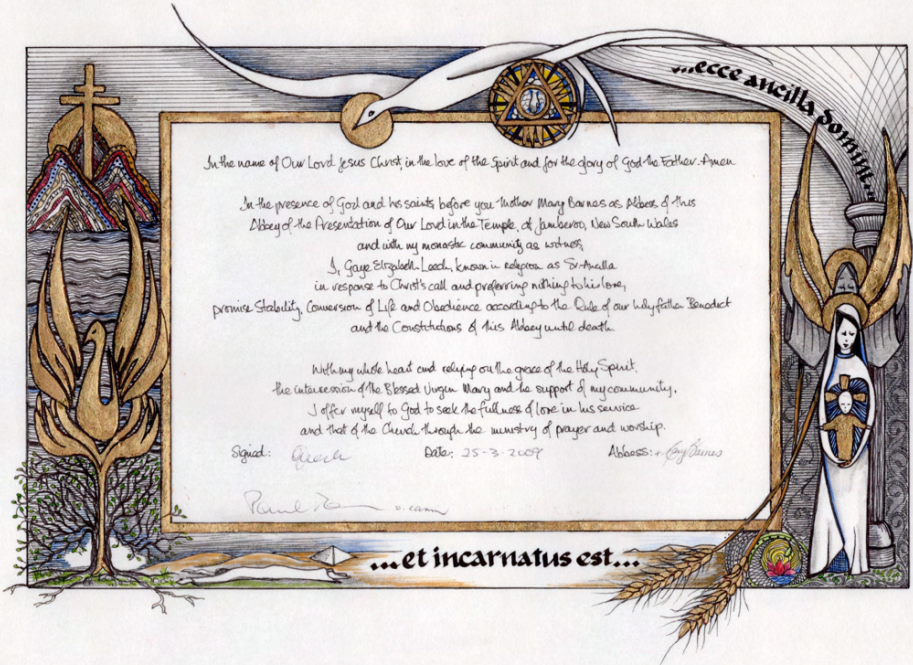 ...ecce ancilla Domini...
In the name of Our Lord Jesus Christ, in the love of the Spirit and for the glory of God the Father. Amen
In the presence of God and his saints, before you Mother Mary Barnes as Abbess of this
Abbey of the Presentation of Our Lord in the Temple, at Jamberoo, New South Wales
and with my monastic community as witness,
I, Gaye Elizabeth Leech, known in religion as Sr. Ancilla
in response to Christ's call and preferring nothing to his love,
promise Stability, Conversion of Life and Obedience according to the Rule of our holy father Benedict
and the Constitutions of this Abbey until death.
With my whole heart and relying on the grace of the Holy Spirit,
the intercession of the Blessed Virgin Mary and the support of my community,
I offer myself to God to seek the fullness of love in his service
and that of the Church through the ministry of prayer and worship.
Signed: Date: 25-3-2009 Abbess: + Mary Barnes
...et incarnatus est...